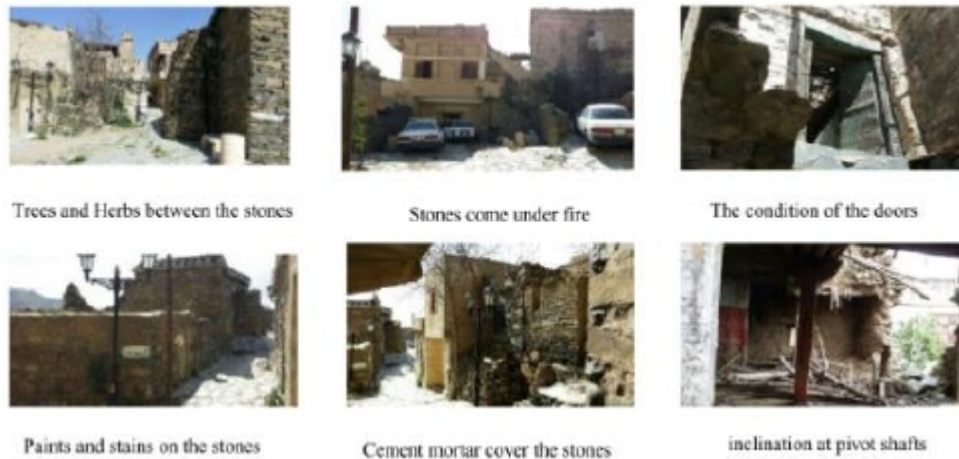 Trees and Herbs between the stones
Stones come under fire
The condition of the doors
Paints and stains on the stones
Cement mortar cover the stones
inclination at pivot shafts